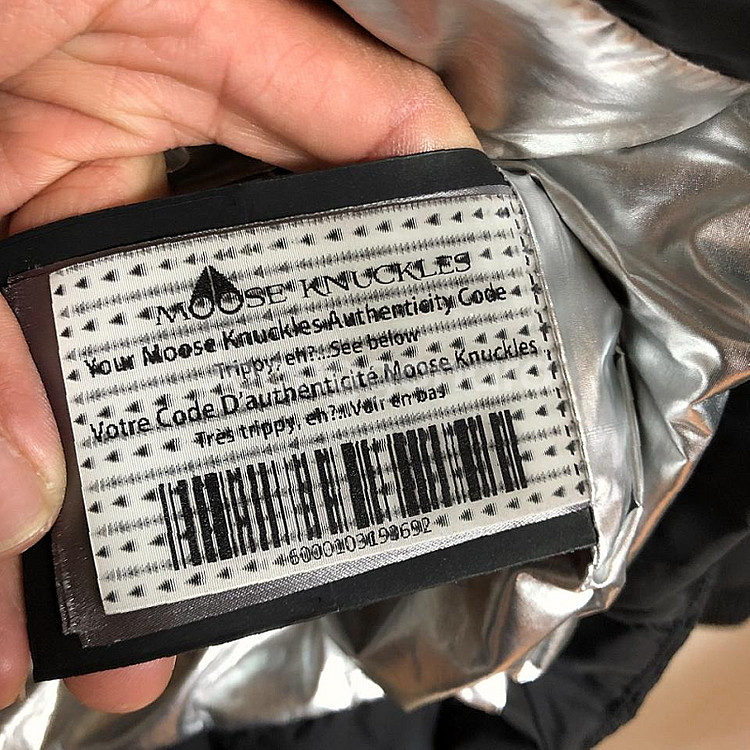 MOOSE KNUCKLES
Your Moose Knuckles Authenticity Code
Trippy, eh?...See below
Votre Code D'authenticité Moose Knuckles
Très trippy, eh?...Voir en bas
6000103198692